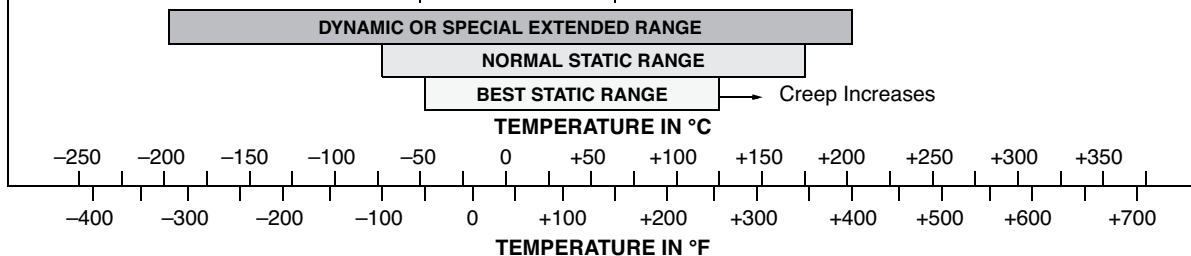 DYNAMIC OR SPECIAL EXTENDED RANGE
NORMAL STATIC RANGE
BEST STATIC RANGE Creep Increases
TEMPERATURE IN °C
–250 –200 –150 –100 –50 0 +50 +100 +150 +200 +250 +300 +350
–400 –300 –200 –100 0 +100 +200 +300 +400 +500 +600 +700
TEMPERATURE IN °F